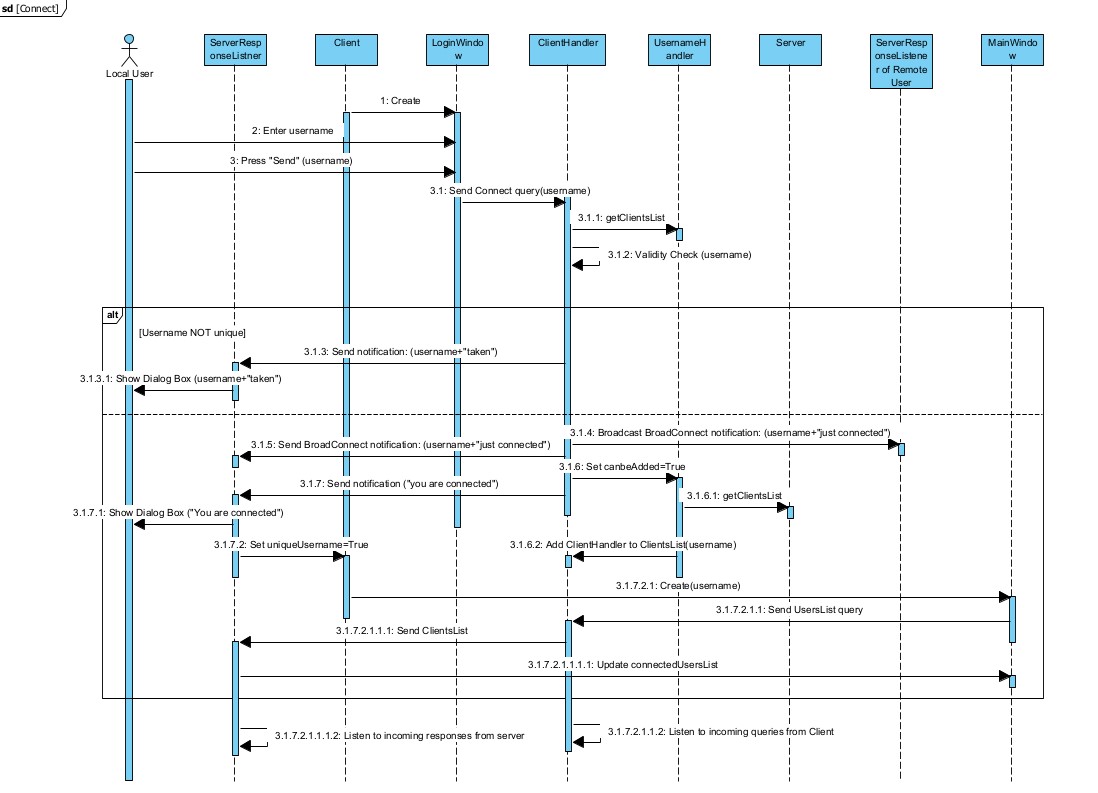 sd [Connect]
ServerResp
onseListner
Client
LoginWindo
w
ClientHandler
UsernameH
andler
Server
ServerResp
onseListene
r of Remote
User
MainWindo
w
Local User
1: Create
2: Enter username
3: Press "Send" (username)
3.1: Send Connect query(username)
3.1.1: getClientsList
3.1.2: Validity Check (username)
alt
[Username NOT unique]
3.1.3: Send notification: (username+"taken")
3.1.3.1: Show Dialog Box (username+"taken")
3.1.4: Broadcast BroadConnect notification: (username+"just connected")
3.1.5: Send BroadConnect notification: (username+"just connected")
3.1.6: Set canbeAdded=True
3.1.7: Send notification ("you are connected")
3.1.6.1: getClientsList
3.1.7.1: Show Dialog Box ("You are connected")
3.1.7.2: Set uniqueUsername=True
3.1.6.2: Add ClientHandler to ClientsList(username)
3.1.7.2.1: Create(username)
3.1.7.2.1.1: Send UsersList query
3.1.7.2.1.1.1: Send ClientsList
3.1.7.2.1.1.1.1: Update connectedUsersList
3.1.7.2.1.1.1.2: Listen to incoming responses from server
3.1.7.2.1.1.2: Listen to incoming queries from Client